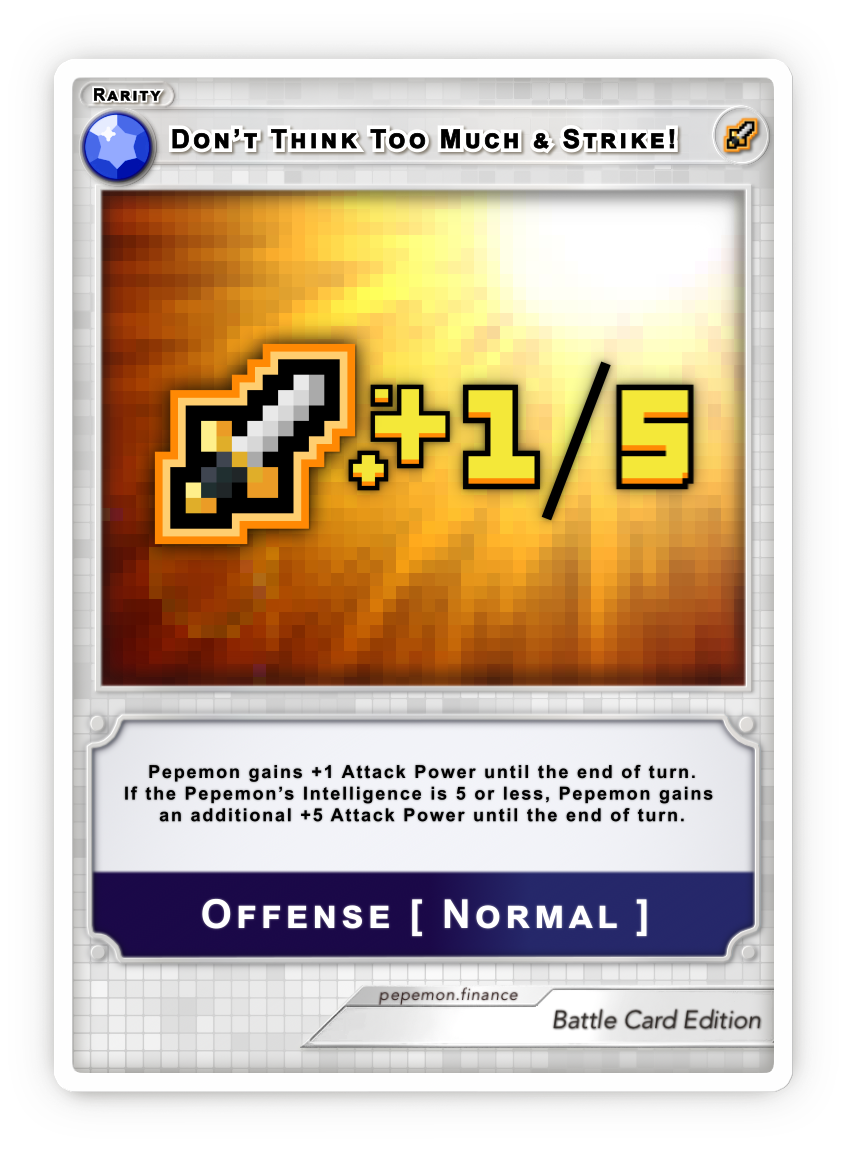 Rarity
Don't Think Too Much & Strike!
+1/5
Pepemon gains +1 Attack Power until the end of turn.
If the Pepemon's Intelligence is 5 or less, Pepemon gains
an additional +5 Attack Power until the end of turn.
Offense [ Normal ]
pepemon.finance
Battle Card Edition